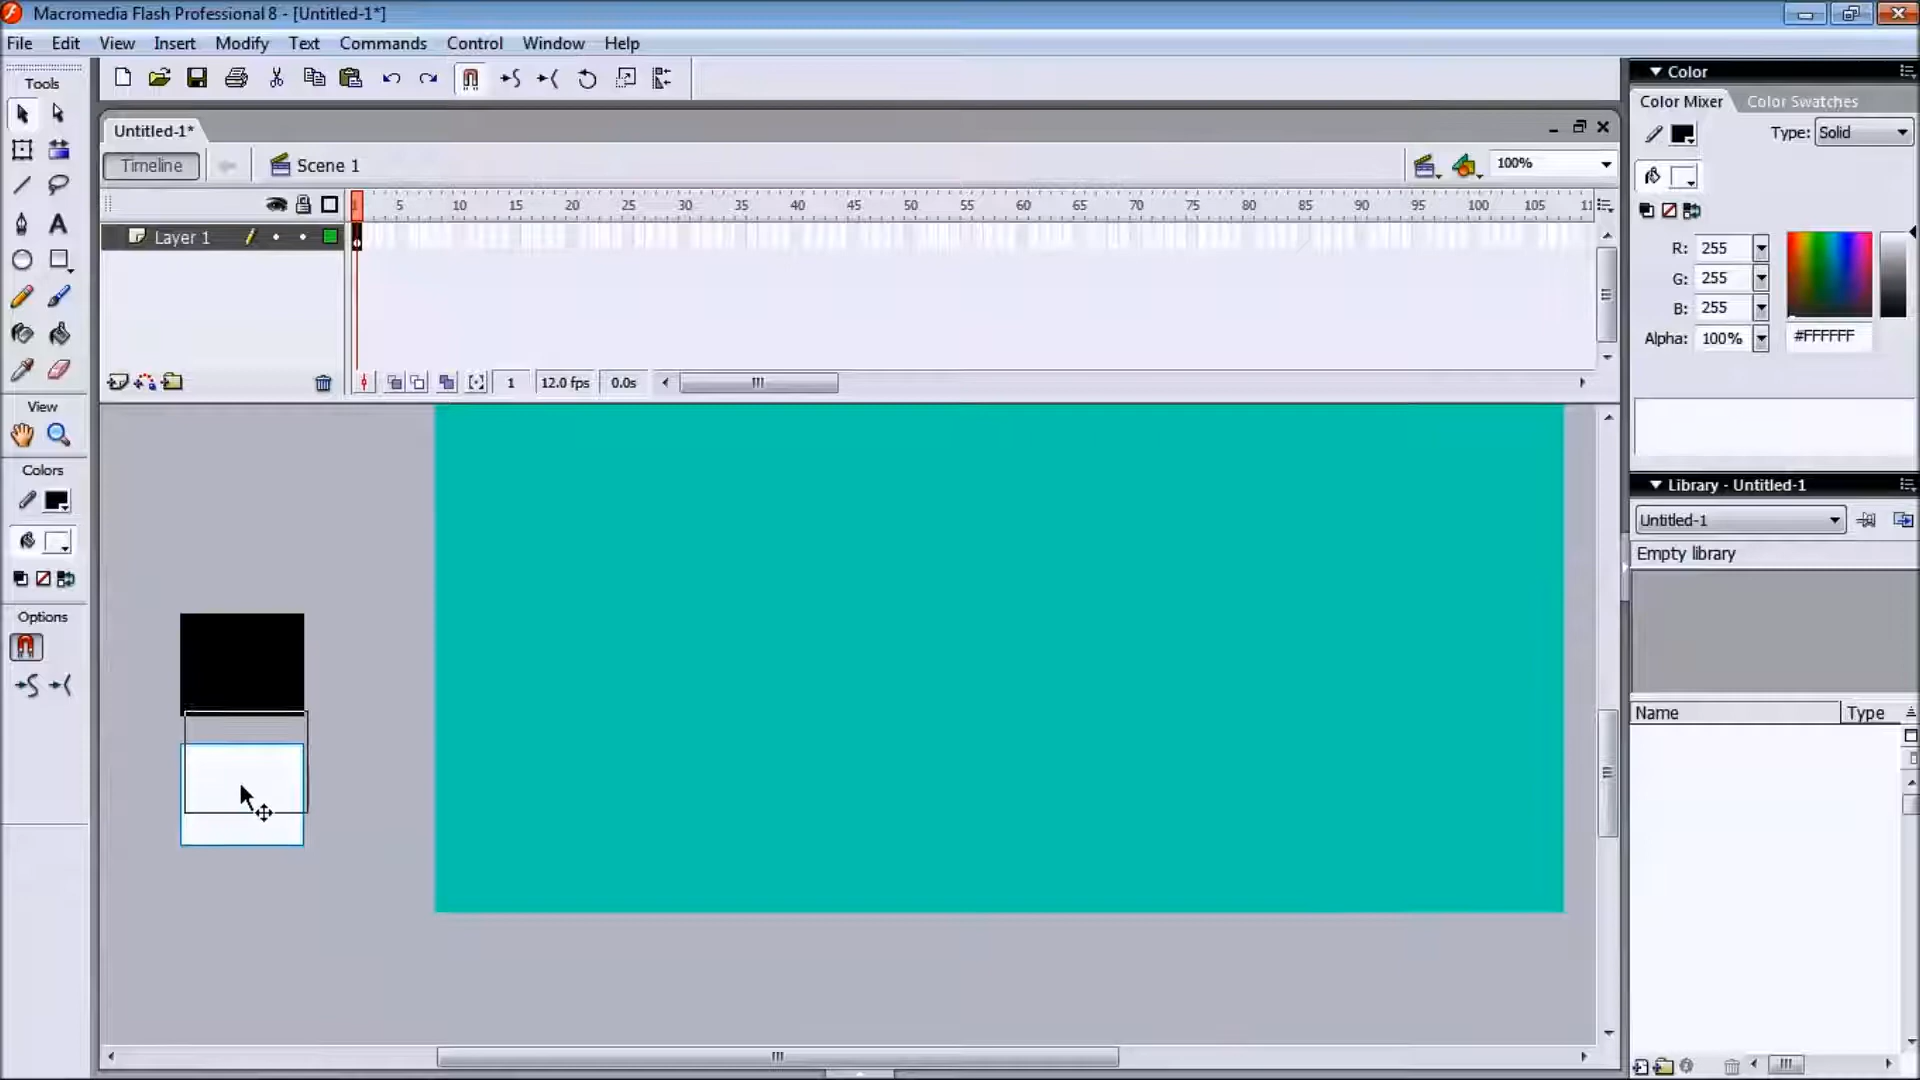 Macromedia Flash Professional 8 - [Untitled-1*]
File Edit View Insert Modify Text Commands Control Window Help
Tools
Untitled-1*
Timeline
Scene 1
100%
1 5 10 15 20 25 30 35 40 45 50 55 60 65 70 75 80 85 90 95 100 105 11
Layer 1
1 12.0 fps 0.0s
View
Colors
Options
Color
Color Mixer Color Swatches
Type: Solid
R: 255
G: 255
B: 255
Alpha: 100% #FFFFFF
Library - Untitled-1
Untitled-1
Empty library
Name Type